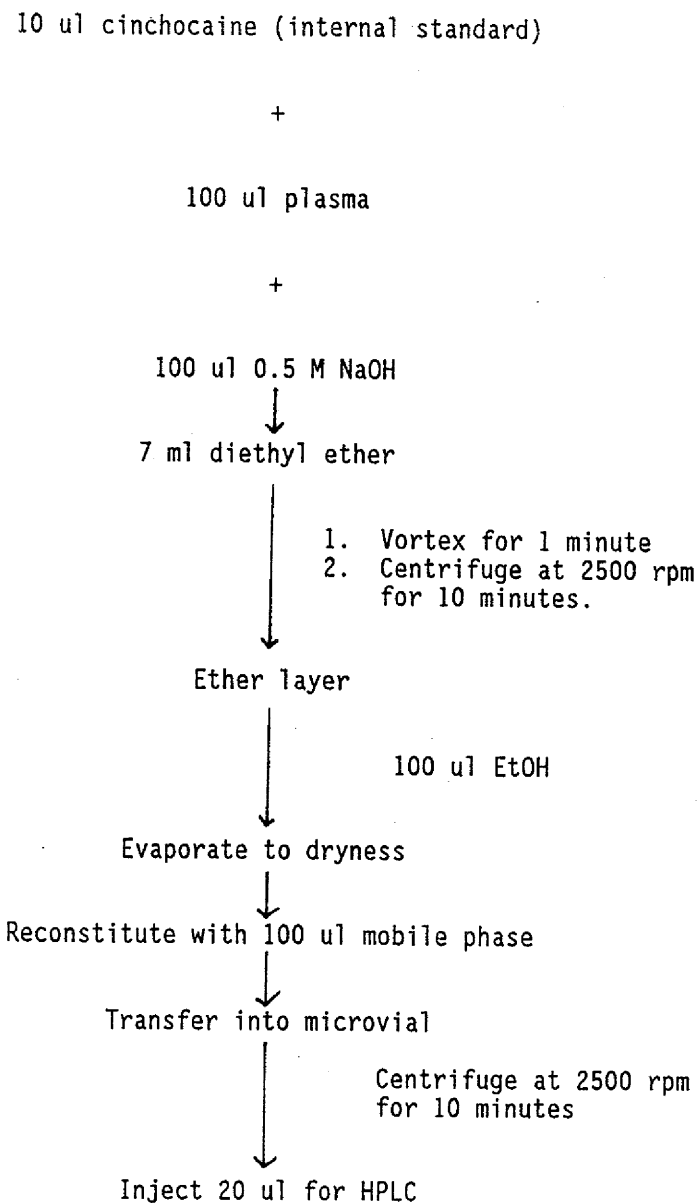 10 ul cinchocaine (internal standard)
+
100 ul plasma
+
100 ul 0.5 M NaOH
7 ml diethyl ether
1. Vortex for 1 minute
2. Centrifuge at 2500 rpm
for 10 minutes.
Ether layer
100 ul EtOH
Evaporate to dryness
Reconstitute with 100 ul mobile phase
Transfer into microvial
Centrifuge at 2500 rpm
for 10 minutes
Inject 20 ul for HPLC